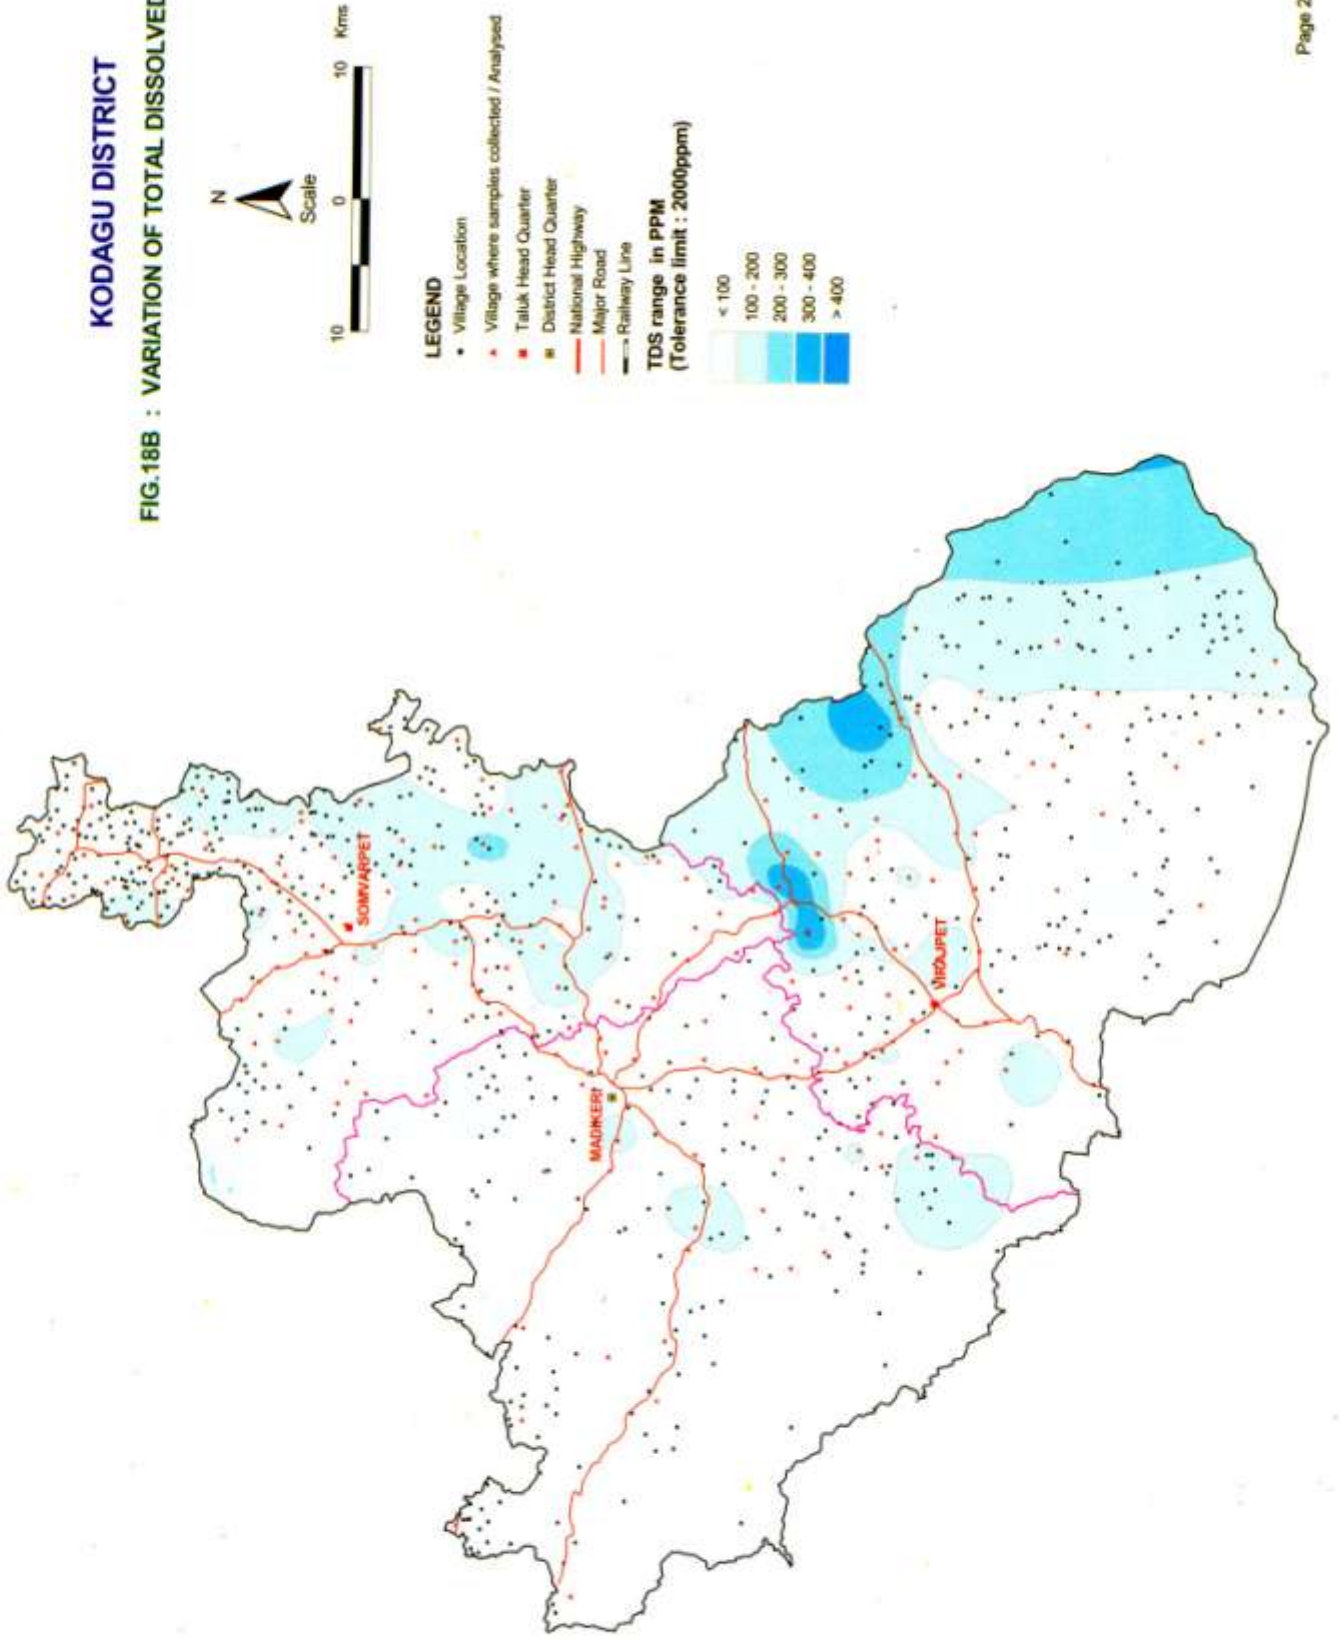 KODAGU DISTRICT
FIG.18B : VARIATION OF TOTAL DISSOLVED
N
Scale
10 0 10 Kms
LEGEND
Village Location
Village where samples collected / Analysed
Taluk Head Quarter
District Head Quarter
National Highway
Major Road
Railway Line
TDS range in PPM
(Tolerance limit : 2000ppm)
< 100
100 - 200
200 - 300
300 - 400
> 400
SOMVARPET
MADIKERI
VIRAJPET
Page 2